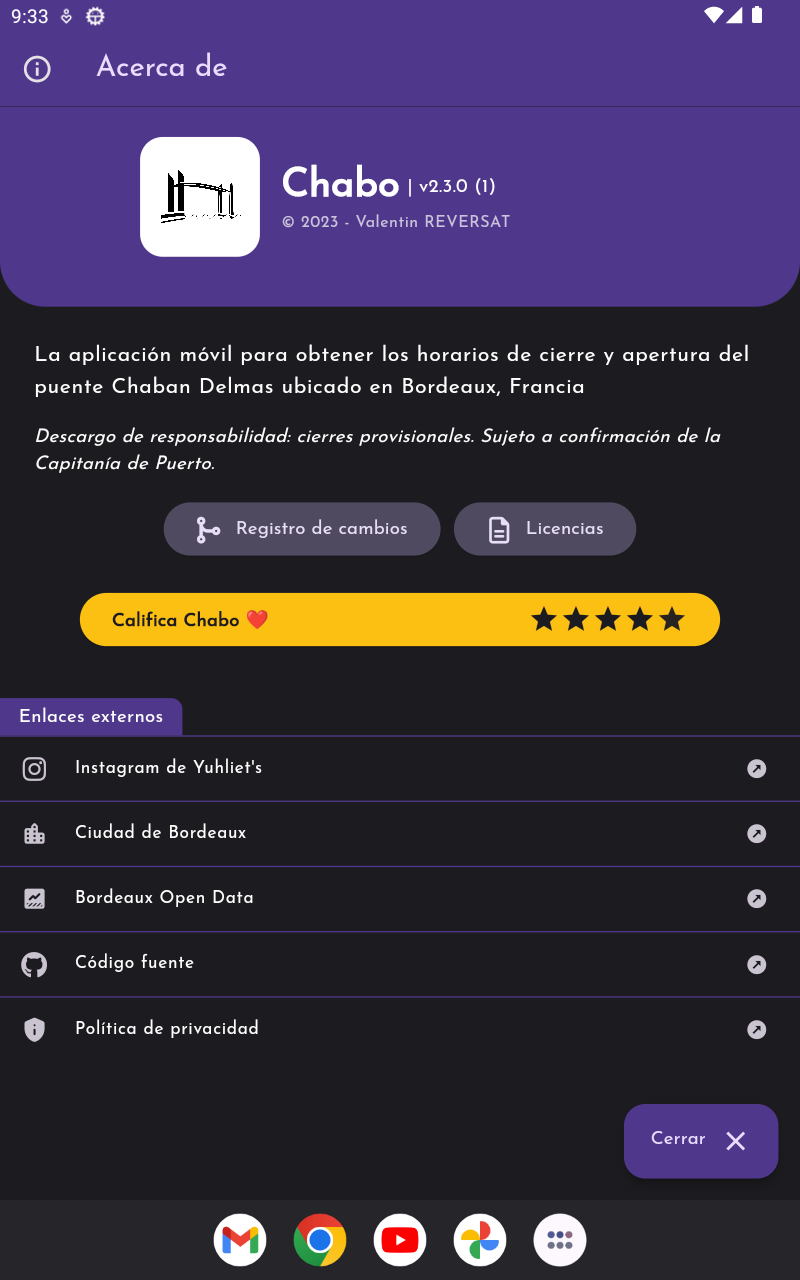 9:33
Acerca de
Chabo | v2.3.0 (1)
© 2023 - Valentin REVERSAT
La aplicación móvil para obtener los horarios de cierre y apertura del
puente Chaban Delmas ubicado en Bordeaux, Francia
Descargo de responsabilidad: cierres provisionales. Sujeto a confirmación de la
Capitanía de Puerto.
Registro de cambios
Licencias
Califica Chabo ❤️
Enlaces externos
Instagram de Yuhliet's
Ciudad de Bordeaux
Bordeaux Open Data
Código fuente
Política de privacidad
Cerrar